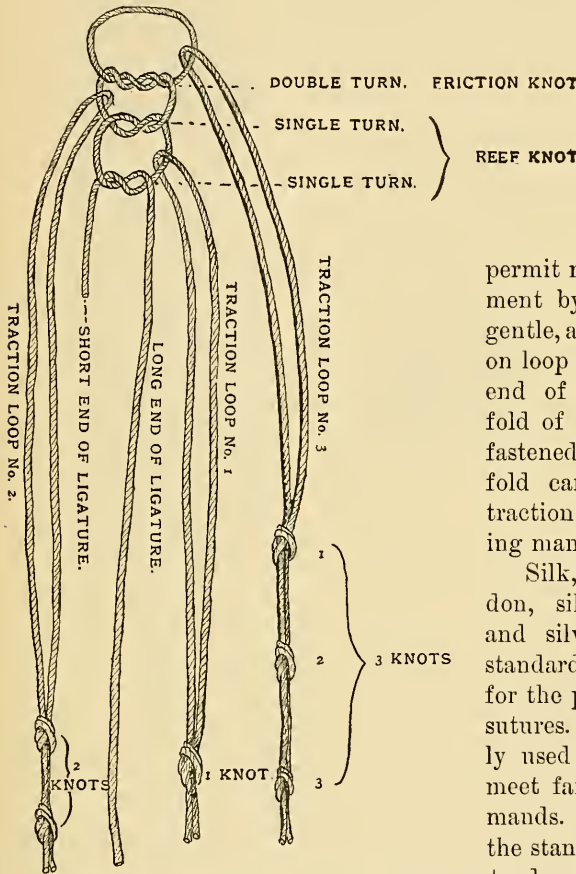 DOUBLE TURN. FRICTION KNOT
SINGLE TURN.
REEF KNOT
SINGLE TURN.
TRACTION LOOP No. 2.
SHORT END OF LIGATURE.
LONG END OF LIGATURE.
TRACTION LOOP No. 1
TRACTION LOOP No. 3
1
2
3
3 KNOTS
2
KNOTS
1 KNOT.
permit
ment by
gentle, a
on loop
end of
fold of
fastened
fold can
traction
ing man
Silk,
don, sil
and silv
standard
for the p
sutures.
ly used
meet fai
mands.
the stan